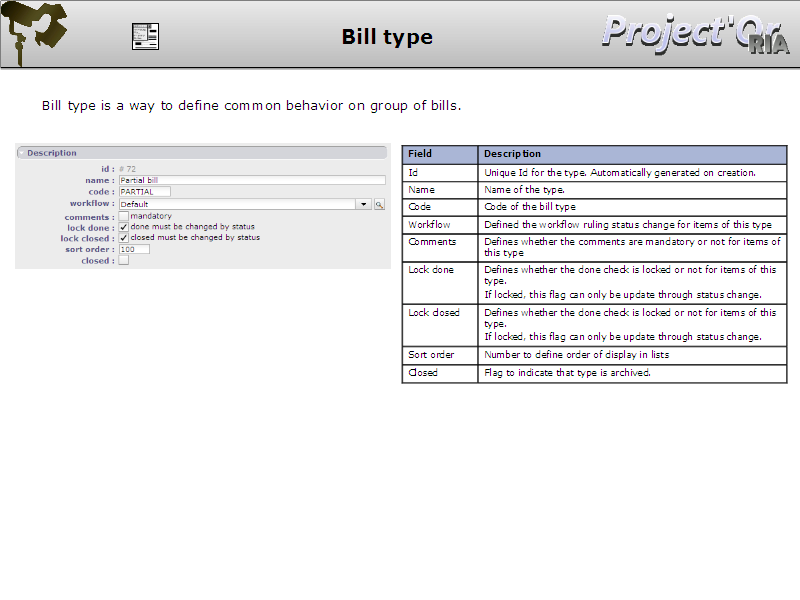 Bill type
Project'Or
RIA
Bill type is a way to define common behavior on group of bills.
Description
id : # 72
name : Partial bill
code : PARTIAL
workflow : Default
comments : mandatory
lock done : done must be changed by status
lock closed : closed must be changed by status
sort order : 100
closed :
Field Description
Id Unique Id for the type. Automatically generated on creation.
Name Name of the type.
Code Code of the bill type
Workflow Defined the workflow ruling status change for items of this type
Comments Defines whether the comments are mandatory or not for items of
this type
Lock done Defines whether the done check is locked or not for items of this
type.
If locked, this flag can only be update through status change.
Lock closed Defines whether the done check is locked or not for items of this
type.
If locked, this flag can only be update through status change.
Sort order Number to define order of display in lists
Closed Flag to indicate that type is archived.